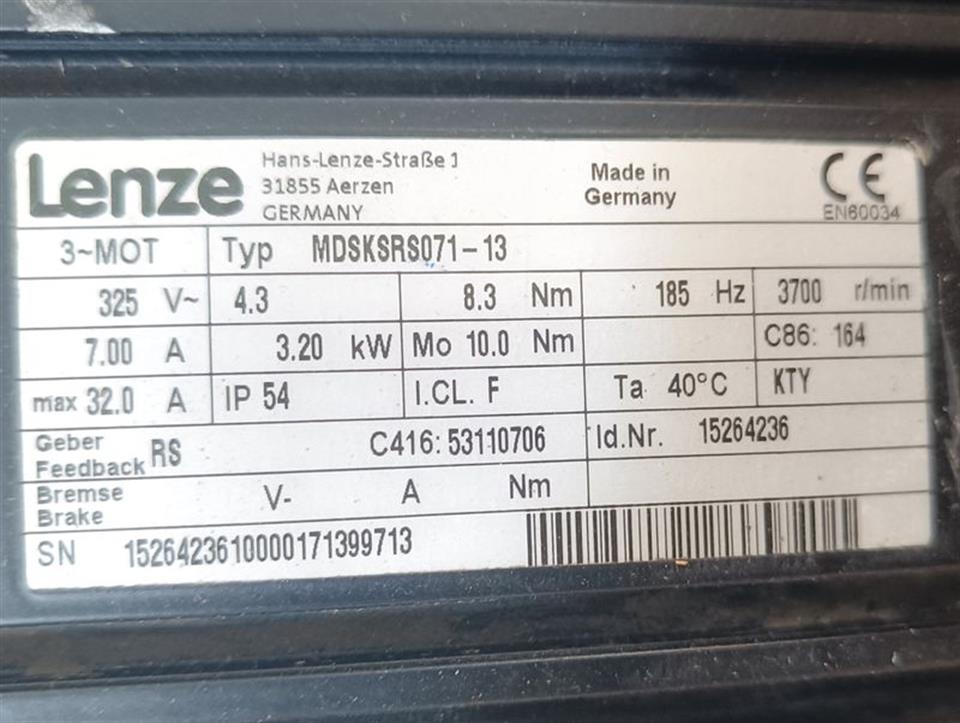 Lenze Hans-Lenze-Straße 1
31855 Aerzen
GERMANY
Made in
Germany
CE
EN60034
3~MOT Typ MDSKSRS071-13
325 V~ 4.3 8.3 Nm 185 Hz 3700 r/min
7.00 A 3.20 kW Mo 10.0 Nm C86: 164
max 32.0 A IP 54 I.CL. F Ta 40°C KTY
Geber
Feedback RS C416: 53110706 Id.Nr. 15264236
Bremse
Brake V- A Nm
SN 1526423610000171399713